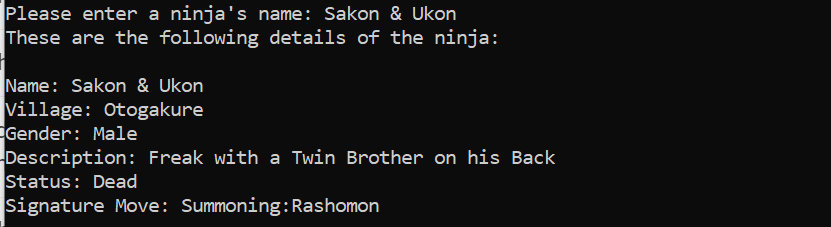 Please enter a ninja's name: Sakon & Ukon
These are the following details of the ninja:
Name: Sakon & Ukon
Village: Otogakure
Gender: Male
Description: Freak with a Twin Brother on his Back
Status: Dead
Signature Move: Summoning:Rashomon